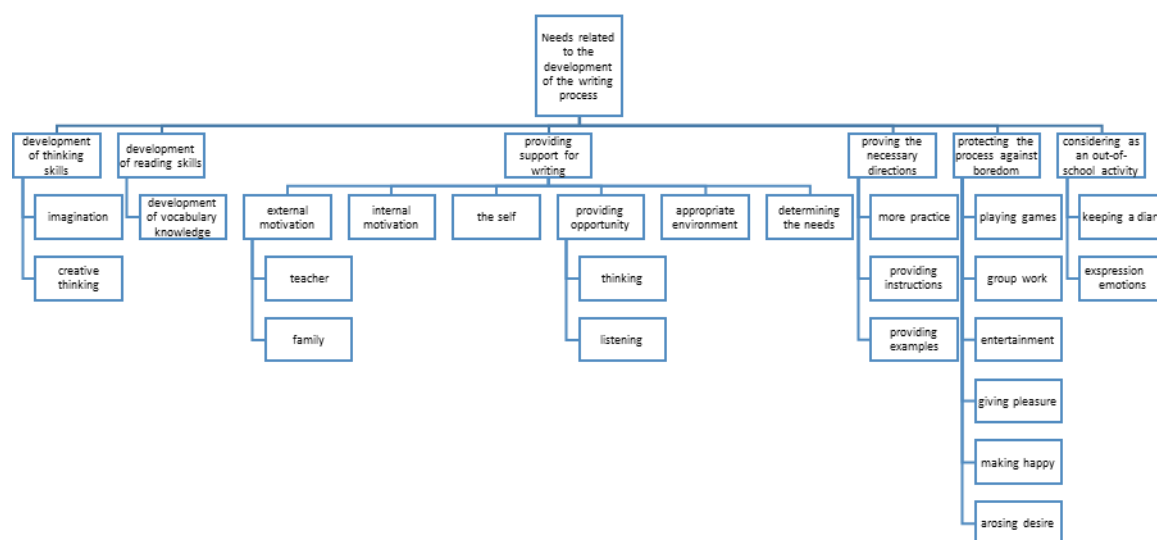 Needs related
to the
development
of the writing
process
development
of thinking
skills
development
of reading skills
providing
support for
writing
proving the
necessary
directions
protecting the
process against
boredom
considering as
an out-of-
school activity
imagination
development
of vocabulary
knowledge
external
motivation
internal
motivation
the self
providing
opportunity
appropriate
environment
determining
the needs
more practice
playing games
keeping a diar
creative
thinking
teacher
thinking
providing
instructions
group work
exspression
emotions
family
listening
providing
examples
entertainment
giving pleasure
making happy
arosing desire